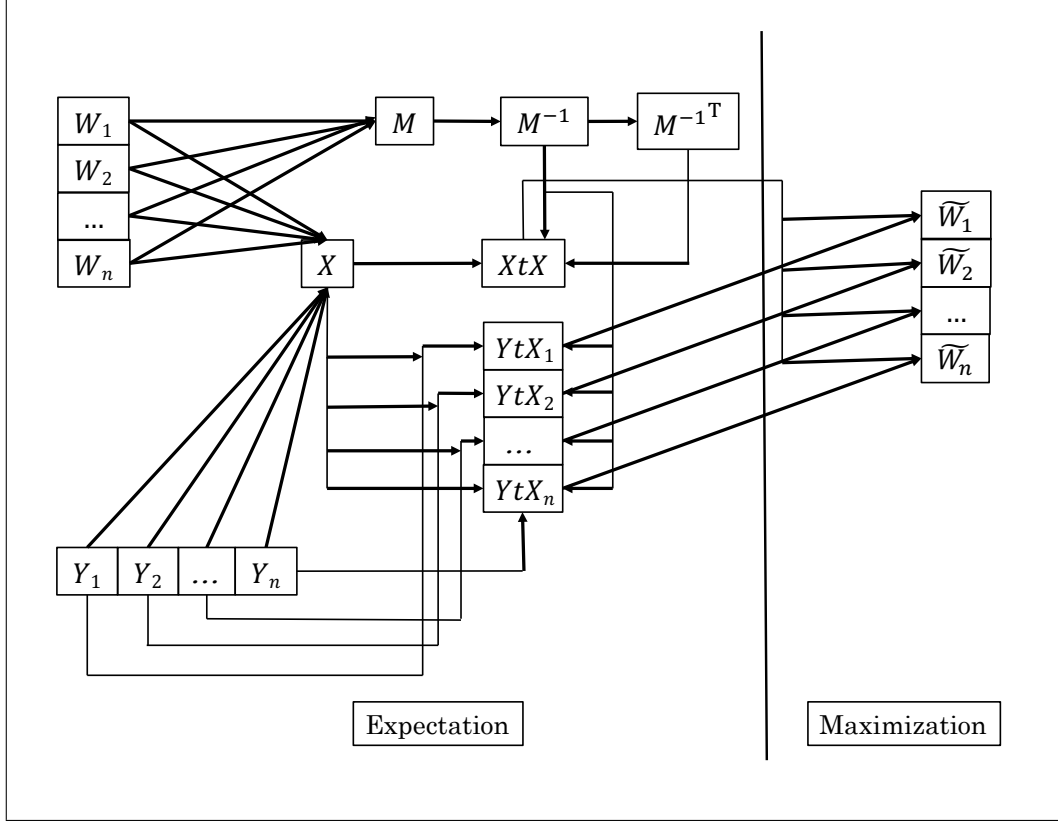 W₁
W₂
...
Wₙ
M
M⁻¹
M⁻¹ᵀ
X
XtX
YtX₁
YtX₂
...
YtXₙ
W̃₁
W̃₂
...
W̃ₙ
Y₁ Y₂ ... Yₙ
Expectation
Maximization